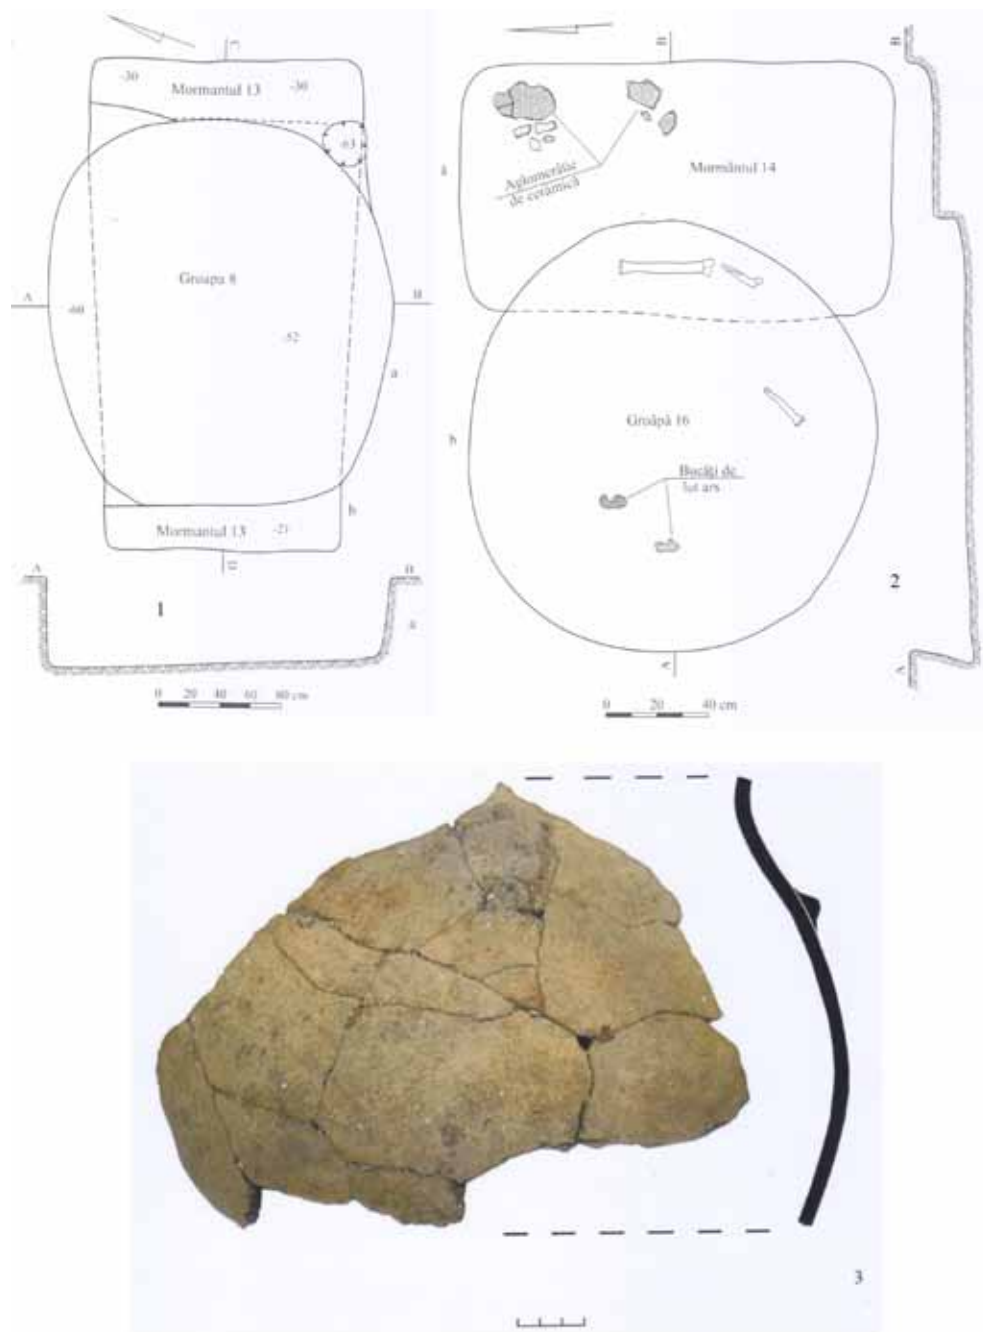 -30
Mormantul 13
-30
-63
Groapa 8
A
B
-60
-52
a
b
Mormantul 13
-21
A
B
1
a
0 20 40 60 80 cm
B
B
a
Mormântul 14
Aglomerație
de ceramică
b
Groapă 16
Bucăți de
lut ars
2
A
A
0 20 40 cm
3